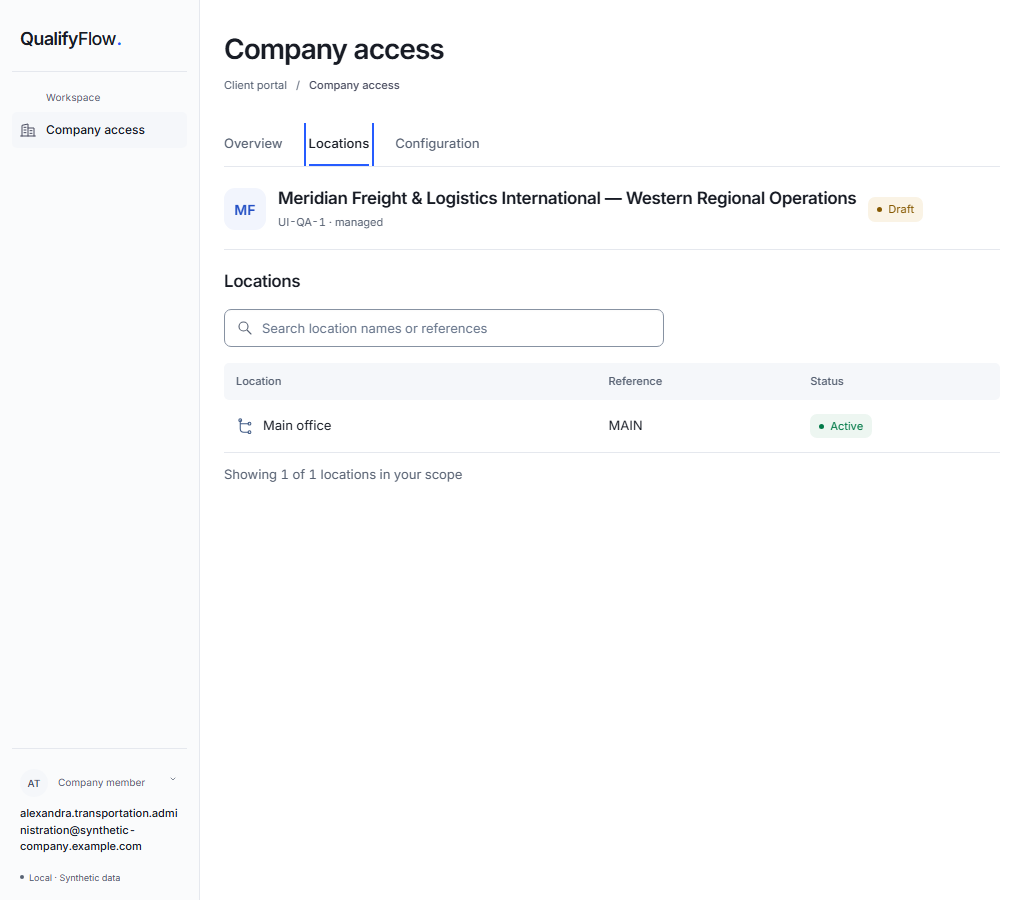 QualifyFlow.
Workspace
Company access
AT
Company member
alexandra.transportation.admi
nistration@synthetic-
company.example.com
Local · Synthetic data
Company access
Client portal / Company access
Overview Locations Configuration
MF
Meridian Freight & Logistics International — Western Regional Operations
UI-QA-1 · managed
Draft
Locations
Search location names or references
Location Reference Status
Main office MAIN Active
Showing 1 of 1 locations in your scope